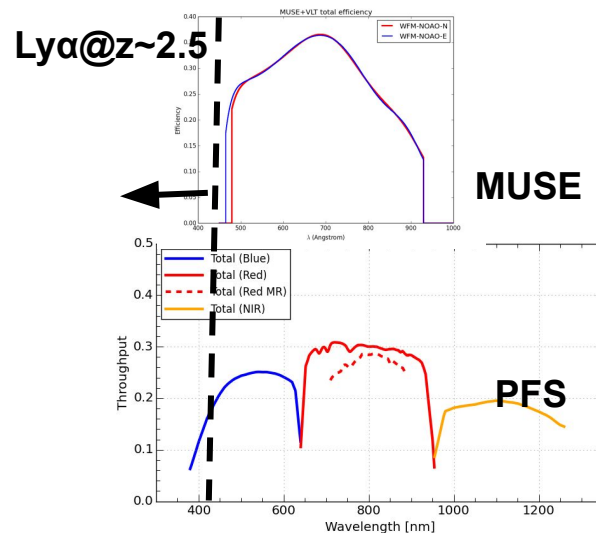 MUSE+VLT total efficiency
Lyα@z~2.5
WFM-NOAO-N
WFM-NOAO-E
Efficiency
0.40
0.35
0.30
0.25
0.20
0.15
0.10
0.05
0.00
400 500 600 700 800 900 1000
λ (Angstrom)
MUSE
Total (Blue)
Total (Red)
Total (Red MR)
Total (NIR)
PFS
Throughput
0.5
0.4
0.3
0.2
0.1
0.0
400 600 800 1000 1200
Wavelength [nm]